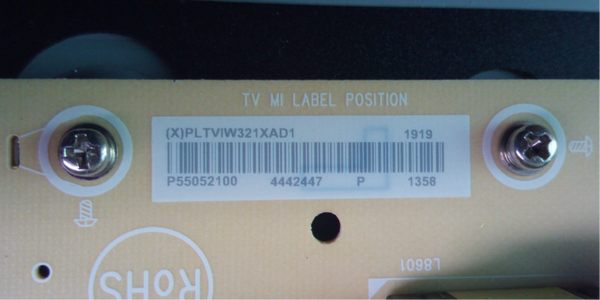 TV MI LABEL POSITION
(X)PLTVIW321XAD1 1919
P55052100 4442447 P 1358
L8601
RoHS